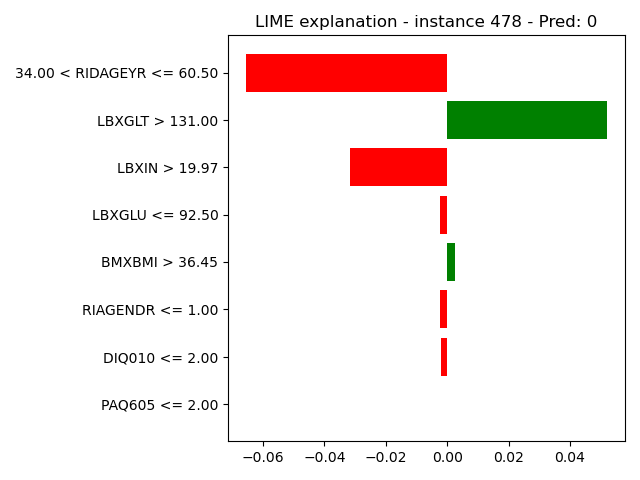 LIME explanation - instance 478 - Pred: 0
34.00 < RIDAGEYR <= 60.50
LBXGLT > 131.00
LBXIN > 19.97
LBXGLU <= 92.50
BMXBMI > 36.45
RIAGENDR <= 1.00
DIQ010 <= 2.00
PAQ605 <= 2.00
−0.06 −0.04 −0.02 0.00 0.02 0.04